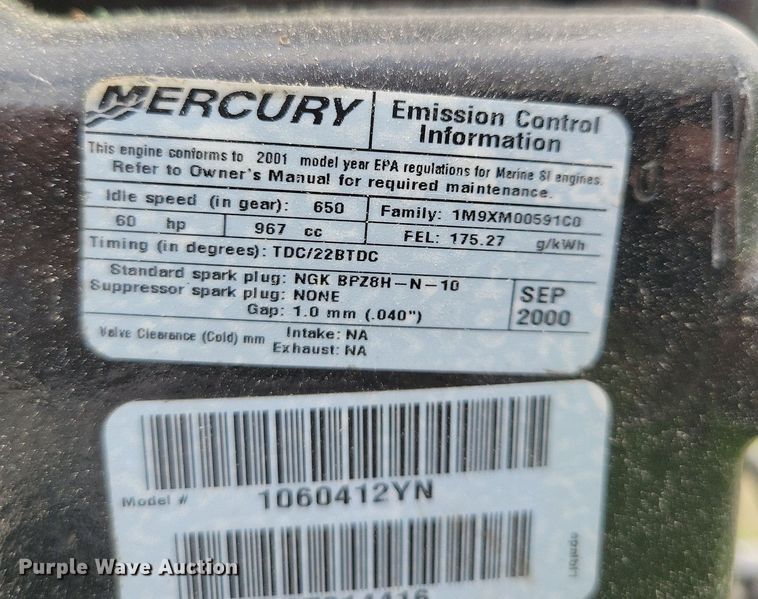 MERCURY
Emission Control
Information
This engine conforms to 2001 model year EPA regulations for Marine SI engines.
Refer to Owner's Manual for required maintenance.
Idle speed (in gear): 650
Family: 1M9XM00591C0
60 hp
967 cc
FEL: 175.27 g/kWh
Timing (in degrees): TDC/22BTDC
Standard spark plug: NGK BPZ8H-N-10
Suppressor spark plug: NONE
Gap: 1.0 mm (.040")
SEP
2000
Valve Clearance (Cold) mm
Intake: NA
Exhaust: NA
Model # 1060412YN
Purple Wave Auction